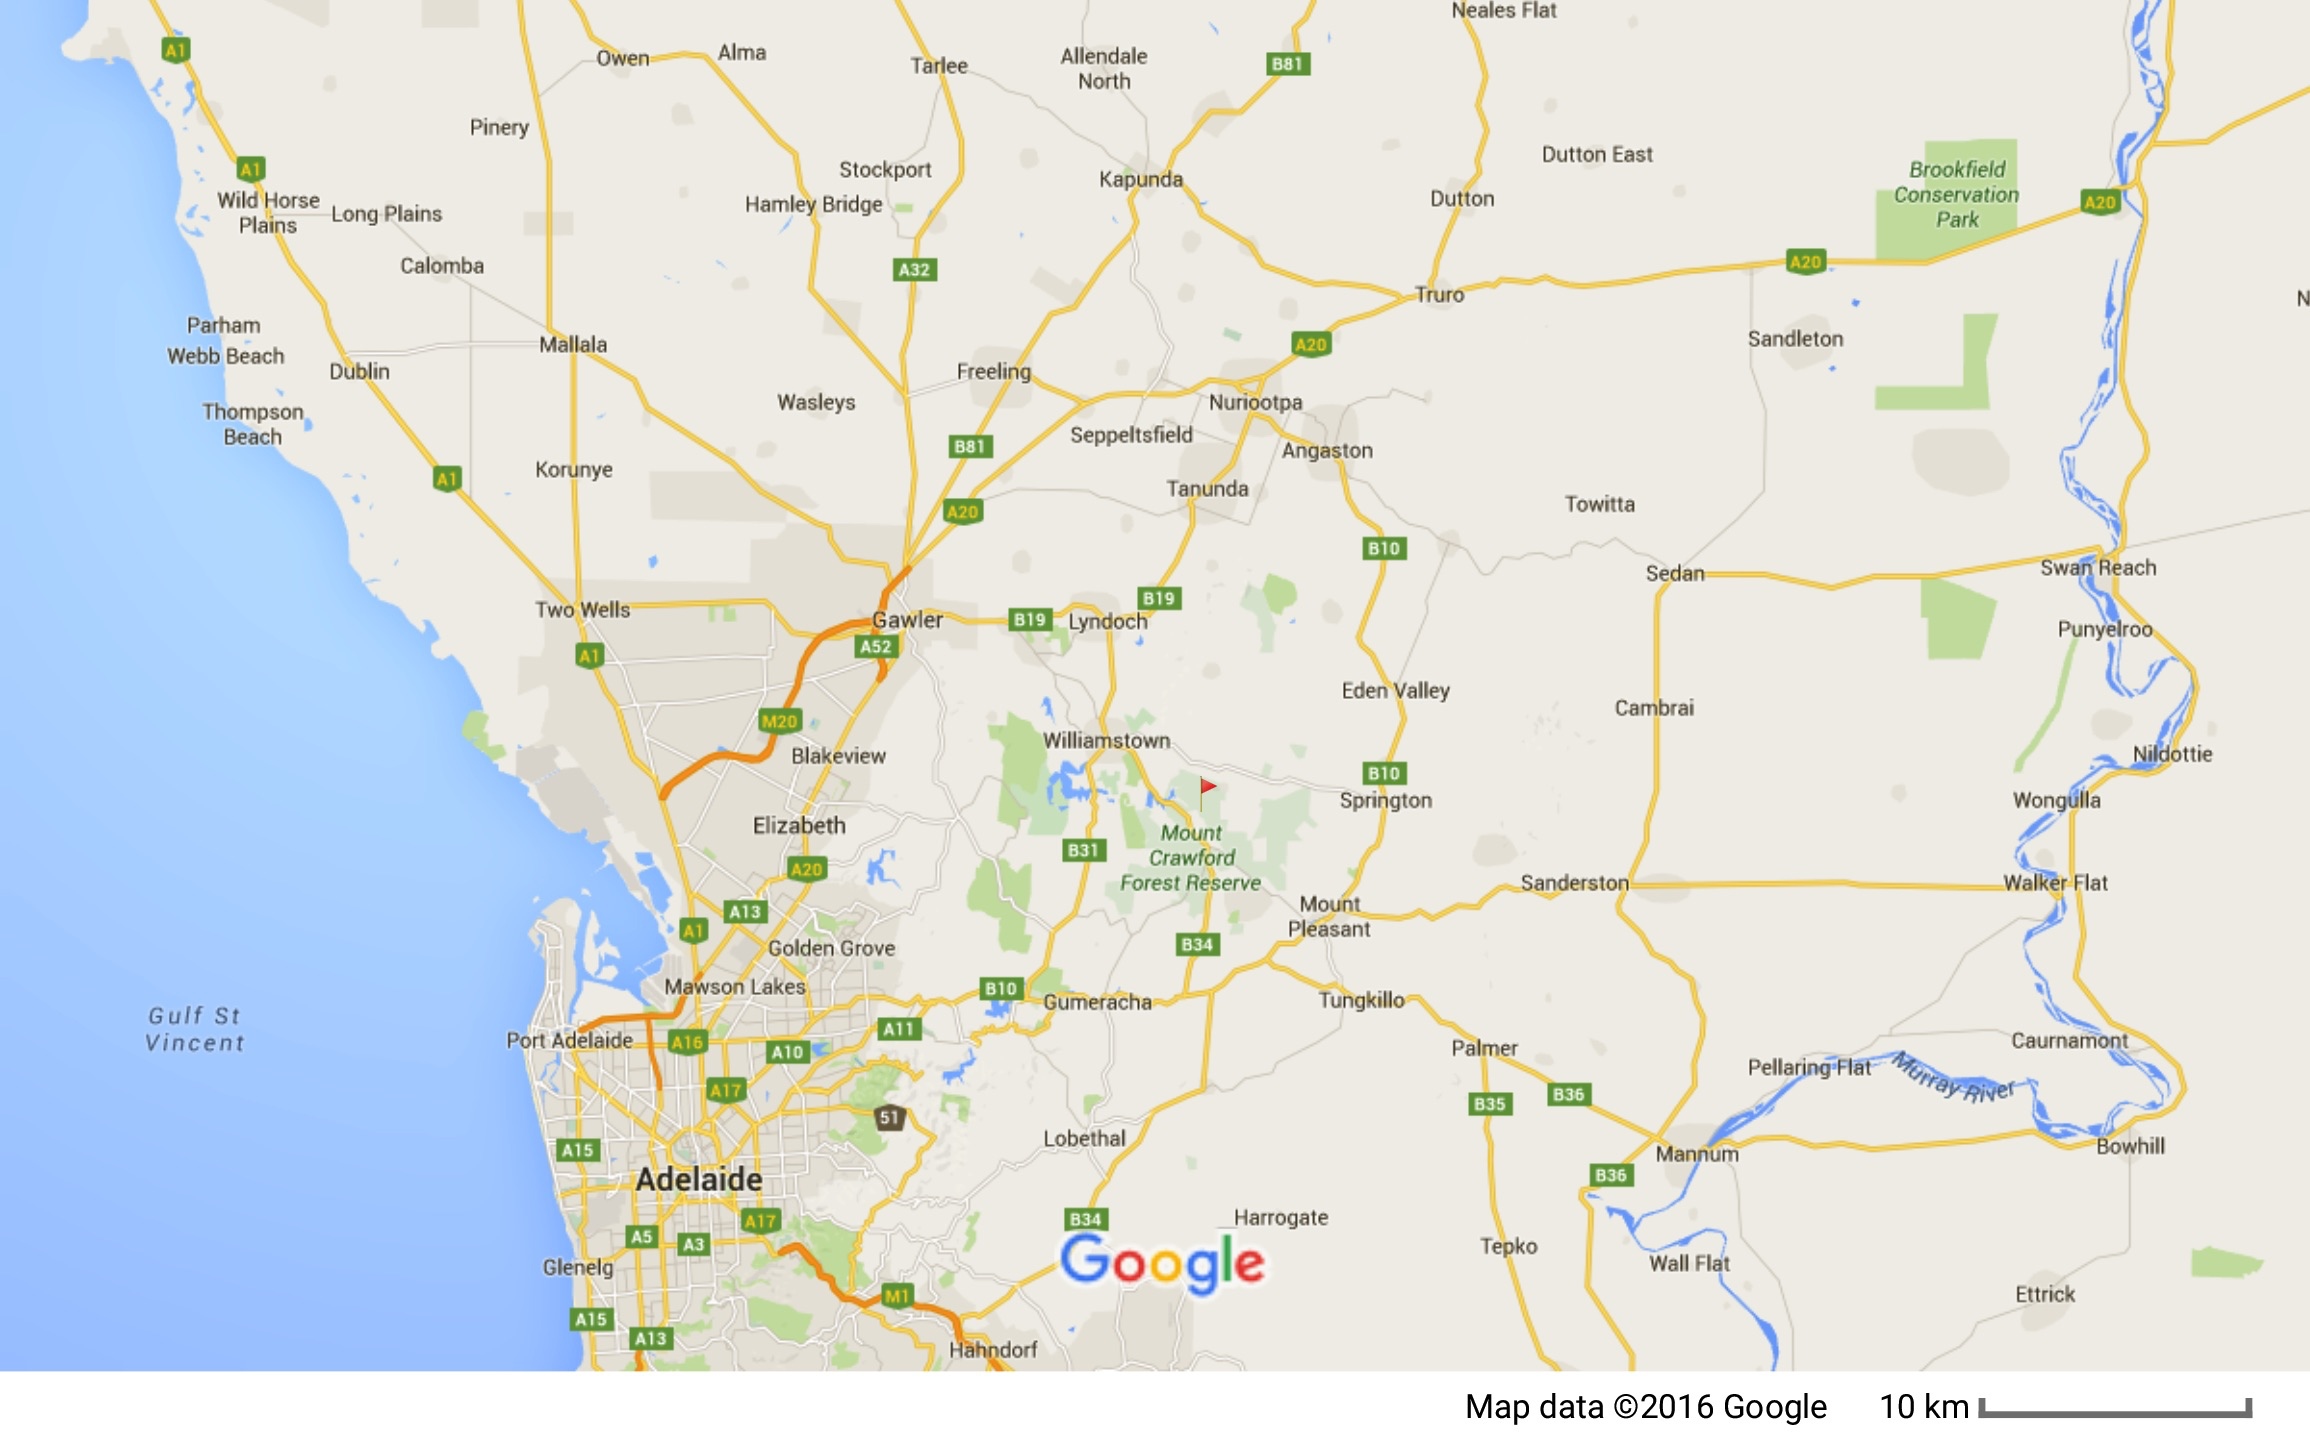 Neales Flat
A1
Owen
Alma
Tarlee
Allendale
North
B81
Pinery
Stockport
Kapunda
Dutton East
Brookfield
Conservation
Park
A1
Wild Horse
Plains
Long Plains
Hamley Bridge
Dutton
A20
Calomba
A32
A20
Truro
N
Parham
Webb Beach
Mallala
A20
Sandleton
Dublin
Freeling
Wasleys
Nuriootpa
Thompson
Beach
Seppeltsfield
B81
Angaston
A1
Korunye
Tanunda
Towitta
A20
B10
Swan Reach
Sedan
Two Wells
Gawler
B19
Lyndoch
B19
Punyelroo
A1
A52
Eden Valley
Cambrai
M20
Williamstown
Blakeview
Nildottie
B10
Springton
Wongulla
Elizabeth
Mount
Crawford
Forest Reserve
B31
A20
Sanderston
Walker Flat
A13
Mount
Pleasant
A1
Golden Grove
B34
Mawson Lakes
B10
Gumeracha
Tungkillo
Gulf St
Vincent
Port Adelaide
A16
A11
A10
Palmer
Caurnamont
Pellaring Flat
Murray River
A17
B36
B35
51
A15
Lobethal
Mannum
Bowhill
Adelaide
B36
A17
B34
Harrogate
A5
A3
Tepko
Glenelg
Google
Wall Flat
M1
Ettrick
A15
A13
Hahndorf
Map data ©2016 Google 10 km